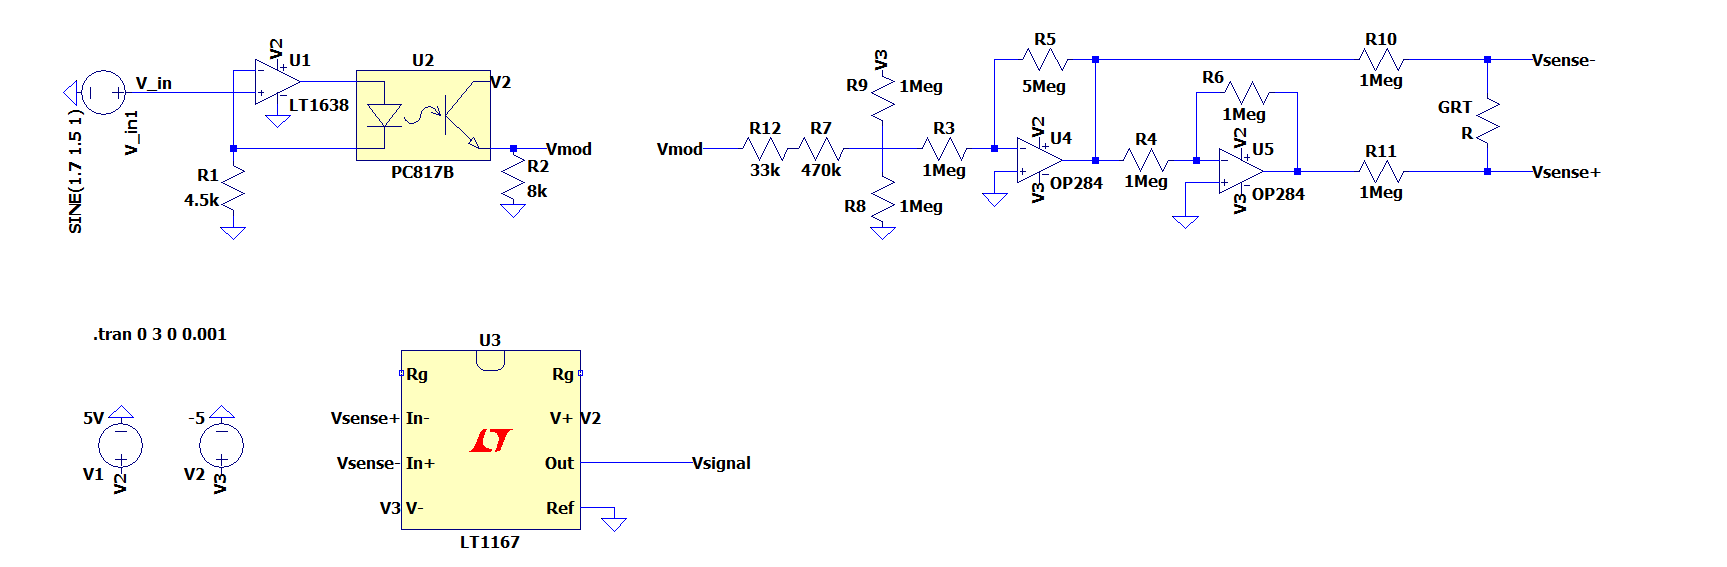 V2
U1
U2
V_in
V2
LT1638
V_in1
SINE(1.7 1.5 1)
R1
4.5k
PC817B
Vmod
R2
8k
Vmod
R12
33k
R7
470k
V3
R9
1Meg
R8
1Meg
R3
1Meg
R5
5Meg
V2
U4
V3
OP284
R4
1Meg
R6
1Meg
V2
U5
V3
OP284
R10
1Meg
Vsense-
GRT
R
R11
1Meg
Vsense+
.tran 0 3 0 0.001
5V
V1
V2
-5
V2
V3
U3
Rg
Rg
Vsense+
In-
V+
V2
Vsense-
In+
Out
Vsignal
V3
V-
Ref
LT1167